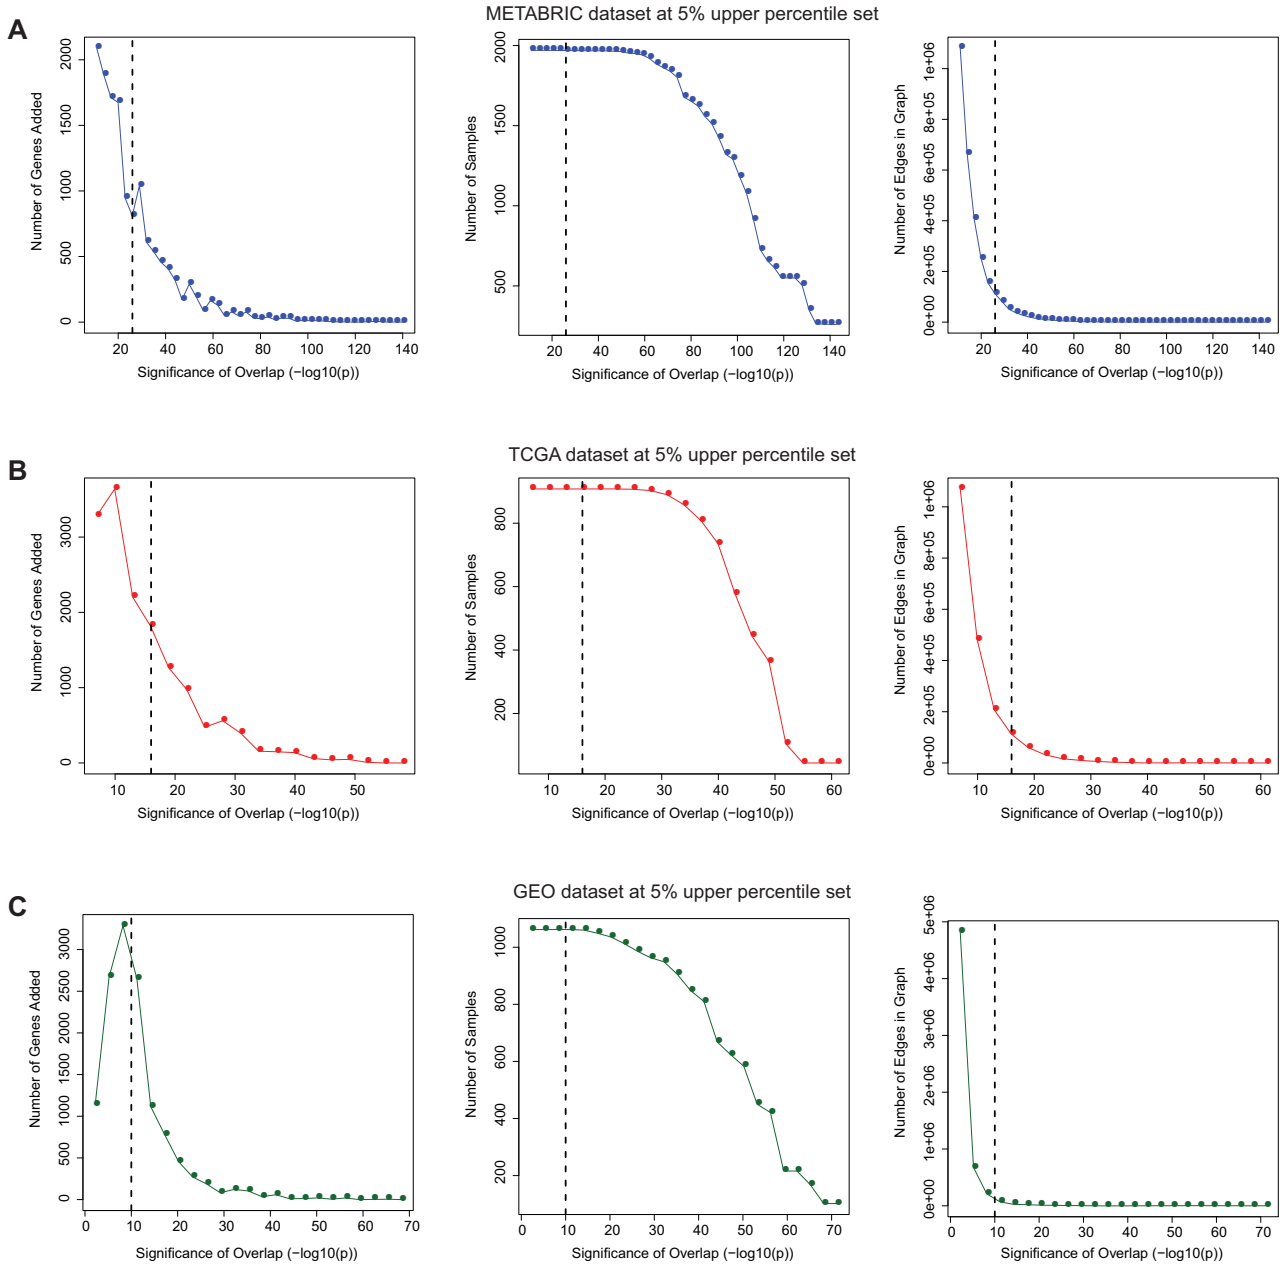 A
METABRIC dataset at 5% upper percentile set
Number of Genes Added
0
500
1000
1500
2000
20 40 60 80 100 120 140
Significance of Overlap (−log10(p))
Number of Samples
500
1000
1500
2000
20 40 60 80 100 120 140
Significance of Overlap (−log10(p))
Number of Edges in Graph
0e+00
2e+05
4e+05
6e+05
8e+05
1e+06
20 40 60 80 100 120 140
Significance of Overlap (−log10(p))
B
TCGA dataset at 5% upper percentile set
Number of Genes Added
0
1000
2000
3000
10 20 30 40 50
Significance of Overlap (−log10(p))
Number of Samples
200
400
600
800
10 20 30 40 50 60
Significance of Overlap (−log10(p))
Number of Edges in Graph
0e+00
2e+05
4e+05
6e+05
8e+05
1e+06
10 20 30 40 50 60
Significance of Overlap (−log10(p))
C
GEO dataset at 5% upper percentile set
Number of Genes Added
0
500
1000
1500
2000
2500
3000
0 10 20 30 40 50 60 70
Significance of Overlap (−log10(p))
Number of Samples
200
400
600
800
1000
0 10 20 30 40 50 60 70
Significance of Overlap (−log10(p))
Number of Edges in Graph
0e+00
1e+06
2e+06
3e+06
4e+06
5e+06
0 10 20 30 40 50 60 70
Significance of Overlap (−log10(p))